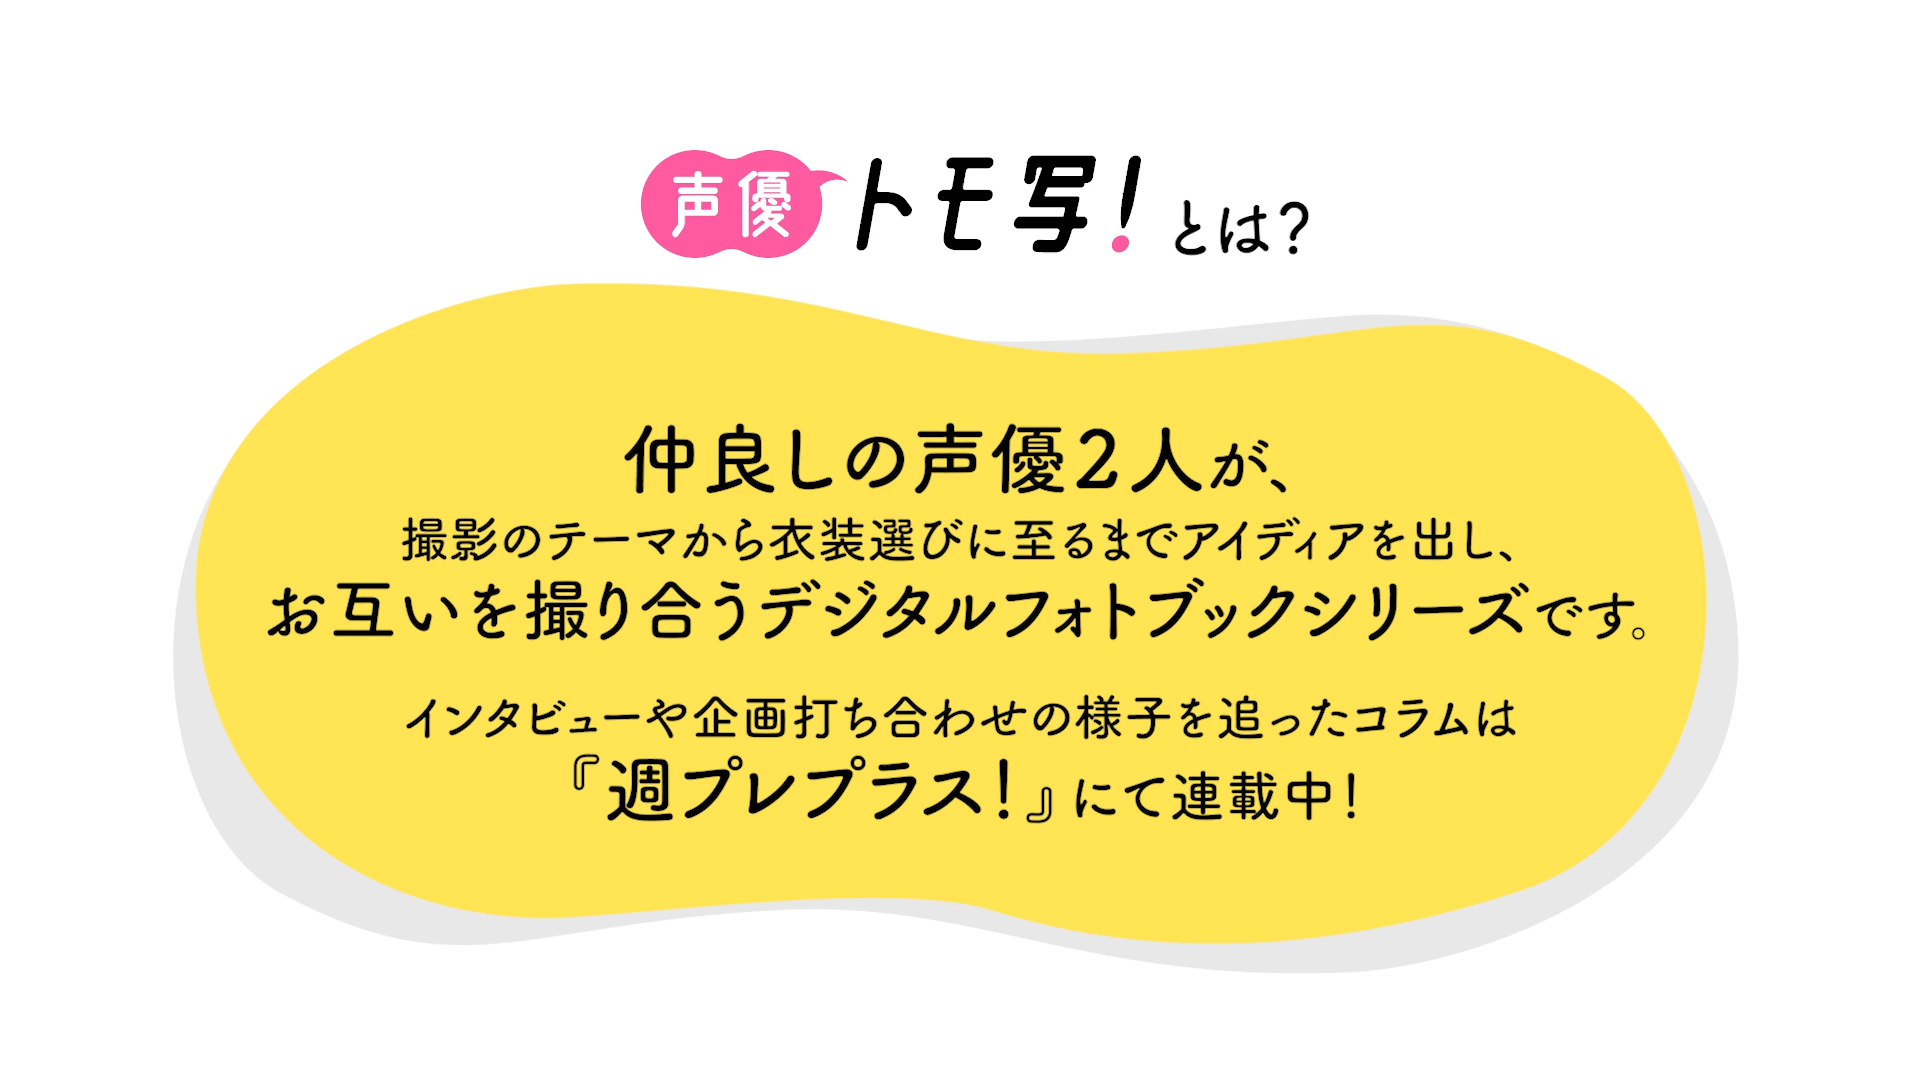 声優トモ写!とは?
仲良しの声優2人が、
撮影のテーマから衣装選びに至るまでアイディアを出し、
お互いを撮り合うデジタルフォトブックシリーズです。
インタビューや企画打ち合わせの様子を追ったコラムは
『週プレプラス!』にて連載中!